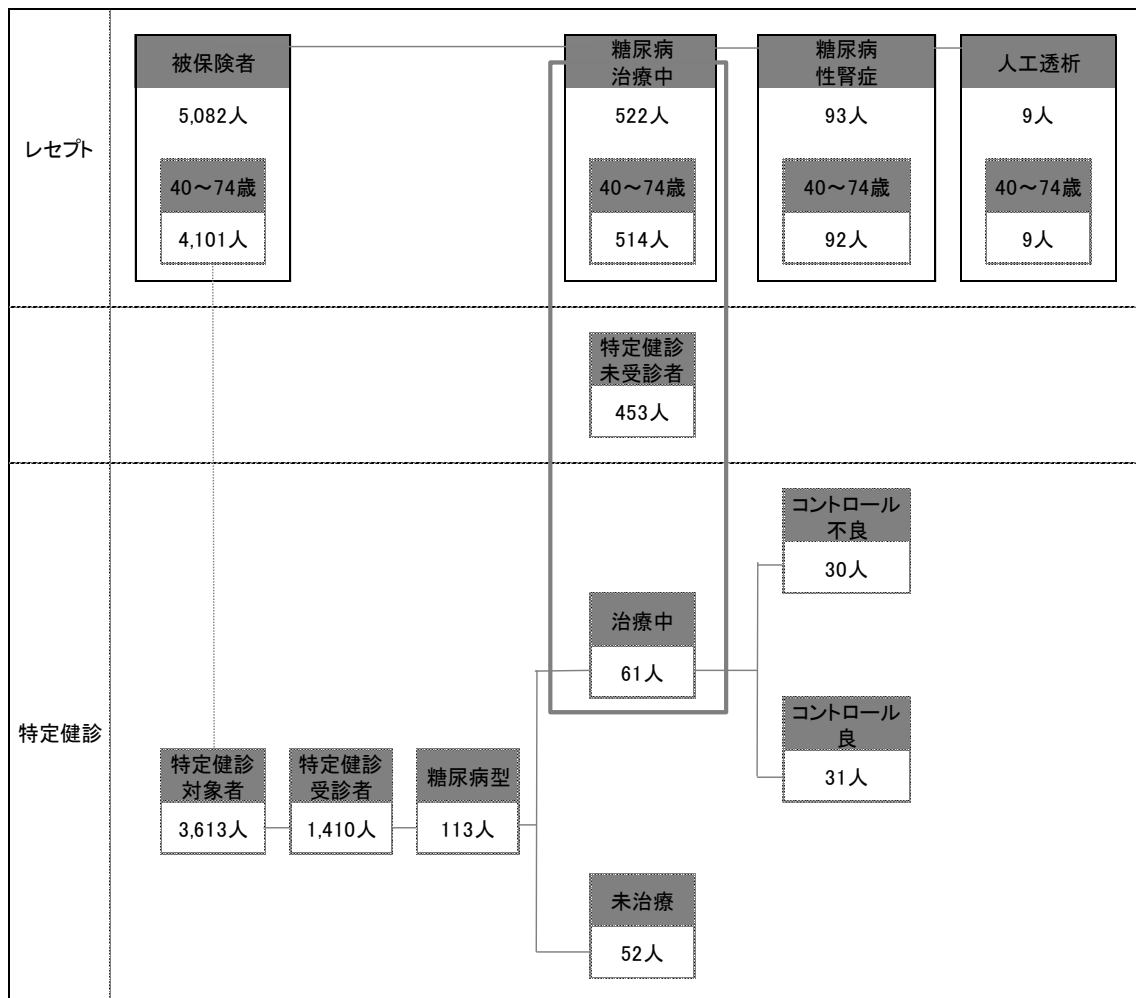 レセプト
被保険者
5,082人
40～74歳
4,101人
糖尿病
治療中
522人
40～74歳
514人
糖尿病
性腎症
93人
40～74歳
92人
人工透析
9人
40～74歳
9人
特定健診
未受診者
453人
特定健診
特定健診
対象者
3,613人
特定健診
受診者
1,410人
糖尿病型
113人
治療中
61人
コントロール
不良
30人
コントロール
良
31人
未治療
52人